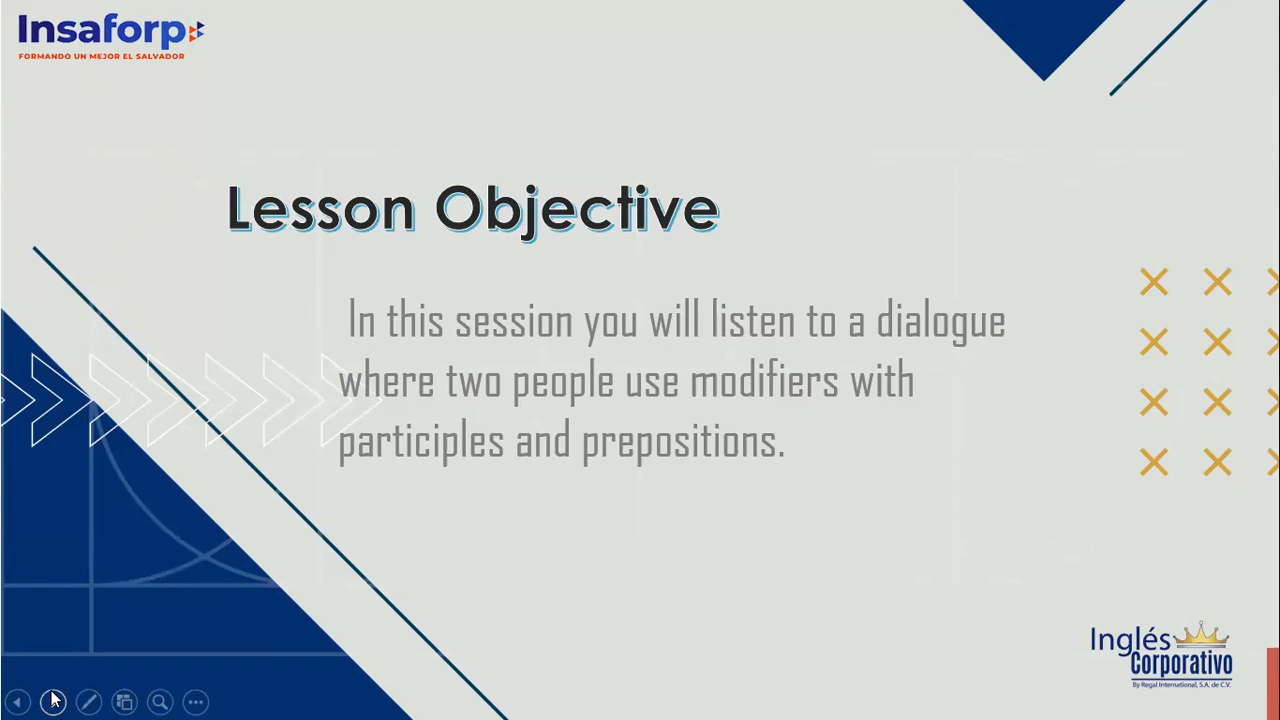 Insaforp
FORMANDO UN MEJOR EL SALVADOR
Lesson Objective
In this session you will listen to a dialogue
where two people use modifiers with
participles and prepositions.
Inglés
Corporativo
By Regal International, S.A. de C.V.